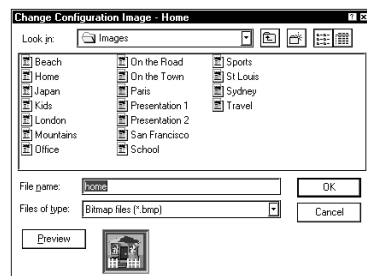 Change Configuration Image - Home
Look in: Images
Beach
Home
Japan
Kids
London
Mountains
Office
On the Road
On the Town
Paris
Presentation 1
Presentation 2
San Francisco
School
Sports
St Louis
Sydney
Travel
File name: home
OK
Files of type: Bitmap files (*.bmp)
Cancel
Preview